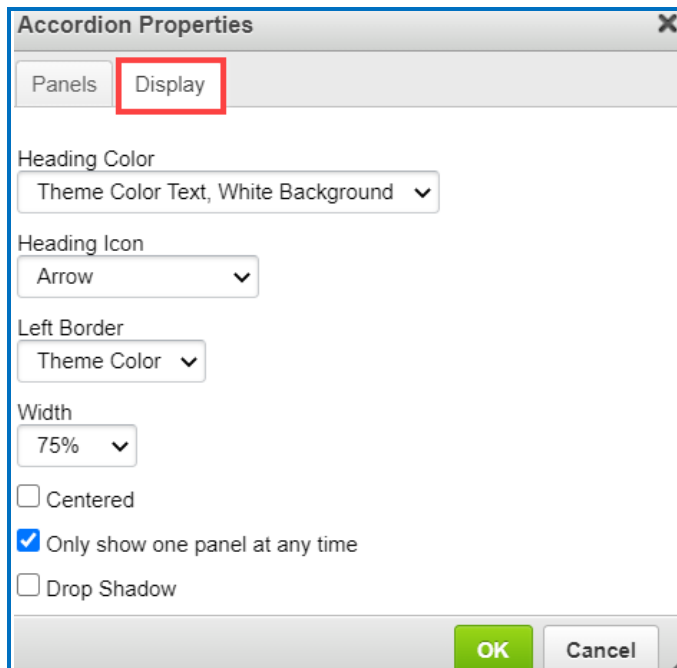 Accordion Properties
Panels Display
Heading Color
Theme Color Text, White Background
Heading Icon
Arrow
Left Border
Theme Color
Width
75%
Centered
Only show one panel at any time
Drop Shadow
OK Cancel